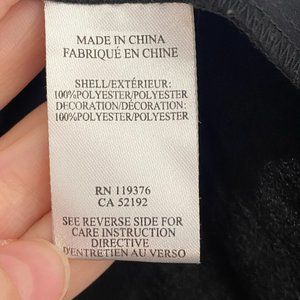 MADE IN CHINA
FABRIQUÉ EN CHINE
SHELL/EXTÉRIEUR:
100%POLYESTER/POLYESTER
DECORATION/DÉCORATION:
100%POLYESTER/POLYESTER
RN 119376
CA 52192
SEE REVERSE SIDE FOR
CARE INSTRUCTION
DIRECTIVE
D'ENTRETIEN AU VERSO